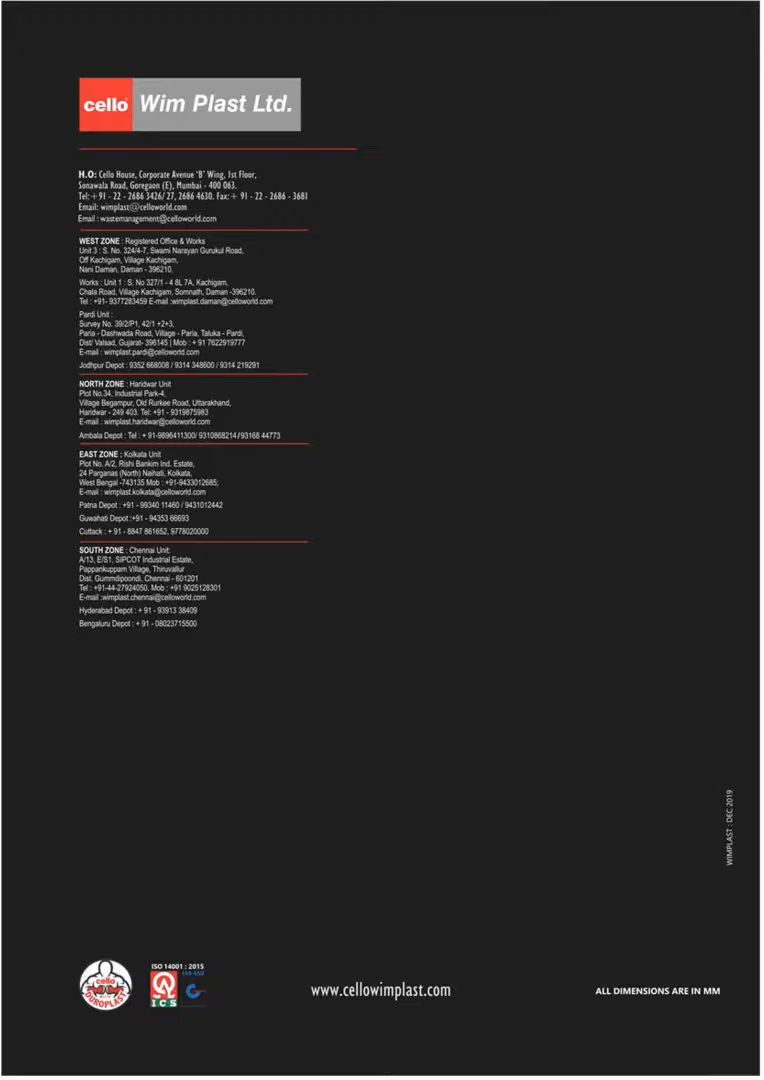 cello Wim Plast Ltd.
H.O: Cello House, Corporate Avenue ‘B’ Wing, 1st Floor,
Sonawala Road, Goregaon (E), Mumbai - 400 063.
Tel: + 91 - 22 - 2686 3426/ 27, 2686 4630. Fax: + 91 - 22 - 2686 - 3681
Email: wimplast@celloworld.com
Email : wastemanagement@celloworld.com
WEST ZONE : Registered Office & Works
Unit 3 : S. No. 324/4-7, Swami Narayan Gurukul Road,
Off Kachigam, Village Kachigam,
Nani Daman, Daman - 396210.
Works : Unit 1 : S. No 327/1 - 4 8L 7A, Kachigam,
Chala Road, Village Kachigam, Somnath, Daman -396210.
Tel : +91- 9377283459 E-mail :wimplast.daman@celloworld.com
Pardi Unit :
Survey No. 39/2/P1, 42/1 +2+3,
Paria - Dashwada Road, Village - Paria, Taluka - Pardi,
Dist/ Valsad, Gujarat- 396145 | Mob : + 91 7622919777
E-mail : wimplast.pardi@celloworld.com
Jodhpur Depot : 9352 668008 / 9314 348600 / 9314 219291
NORTH ZONE : Haridwar Unit
Plot No.34, Industrial Park-4,
Village Begampur, Old Rurkee Road, Uttarakhand,
Haridwar - 249 403. Tel: +91 - 9319875983
E-mail : wimplast.haridwar@celloworld.com
Ambala Depot : Tel : + 91-9896411300/ 9310868214 /93168 44773
EAST ZONE : Kolkata Unit
Plot No. A/2, Rishi Bankim Ind. Estate,
24 Parganas (North) Naihati, Kolkata,
West Bengal -743135 Mob : +91-9433012685;
E-mail : wimplast.kolkata@celloworld.com
Patna Depot : +91 - 99340 11460 / 9431012442
Guwahati Depot :+91 - 94353 66693
Cuttack : + 91 - 8847 861652, 9778020000
SOUTH ZONE : Chennai Unit:
A/13, E/S1, SIPCOT Industrial Estate,
Pappankuppam Village, Thiruvallur
Dist. Gummdipoondi, Chennai - 601201
Tel : +91-44-27924050. Mob : +91 9025128301
E-mail :wimplast.chennai@celloworld.com
Hyderabad Depot : + 91 - 93913 38409
Bengaluru Depot : + 91 - 08023715500
WIMPLAST : DEC 2019
cello
DUROPLAST
ISO 14001 : 2015
ICS
www.cellowimplast.com
ALL DIMENSIONS ARE IN MM